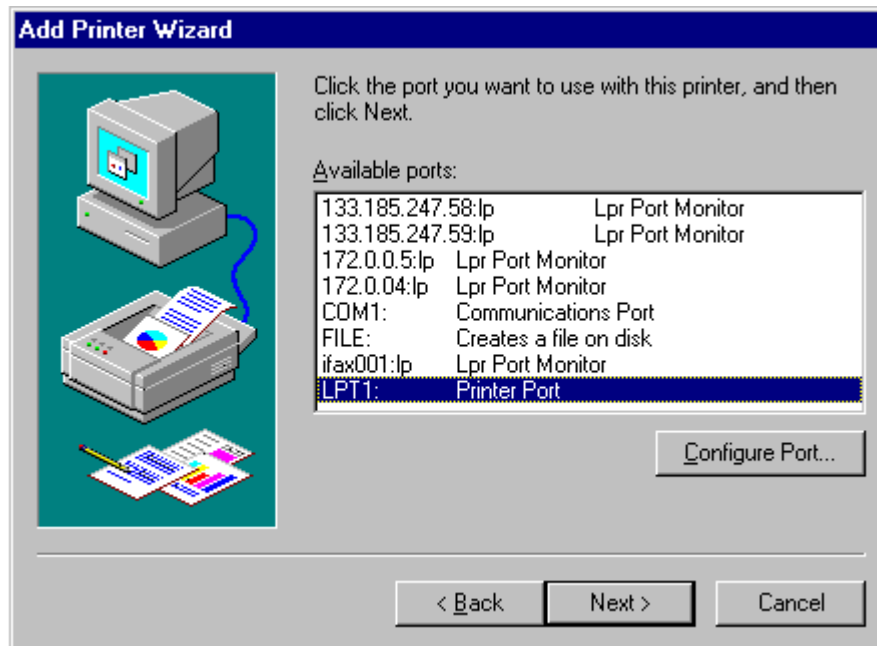 Add Printer Wizard
Click the port you want to use with this printer, and then
click Next.
Available ports:
133.185.247.58:lp Lpr Port Monitor
133.185.247.59:lp Lpr Port Monitor
172.0.0.5:lp Lpr Port Monitor
172.0.04:lp Lpr Port Monitor
COM1: Communications Port
FILE: Creates a file on disk
ifax001:lp Lpr Port Monitor
LPT1: Printer Port
Configure Port...
< Back Next > Cancel